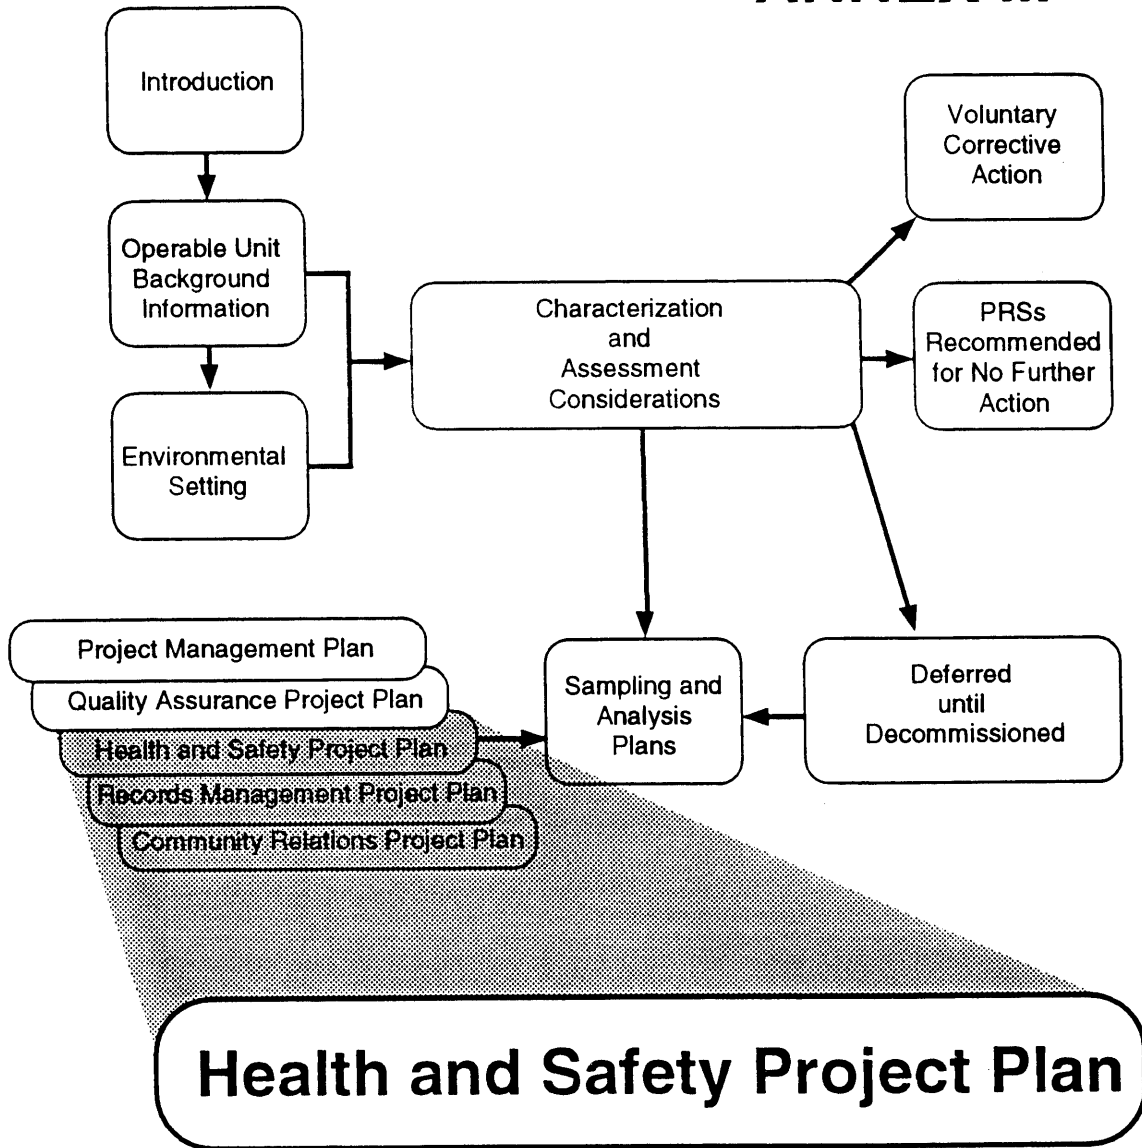 Introduction
Voluntary
Corrective
Action
Operable Unit
Background
Information
Characterization
and
Assessment
Considerations
PRSs
Recommended
for No Further
Action
Environmental
Setting
Project Management Plan
Quality Assurance Project Plan
Health and Safety Project Plan
Records Management Project Plan
Community Relations Project Plan
Sampling and
Analysis
Plans
Deferred
until
Decommissioned
Health and Safety Project Plan